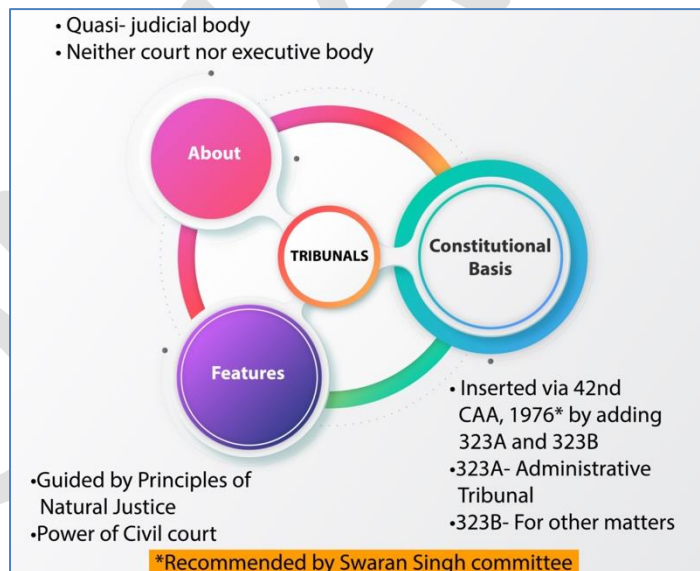 • Quasi- judicial body
• Neither court nor executive body
About
TRIBUNALS
Constitutional
Basis
Features
• Inserted via 42nd
CAA, 1976* by adding
323A and 323B
•323A- Administrative
Tribunal
•323B- For other matters
•Guided by Principles of
Natural Justice
•Power of Civil court
*Recommended by Swaran Singh committee